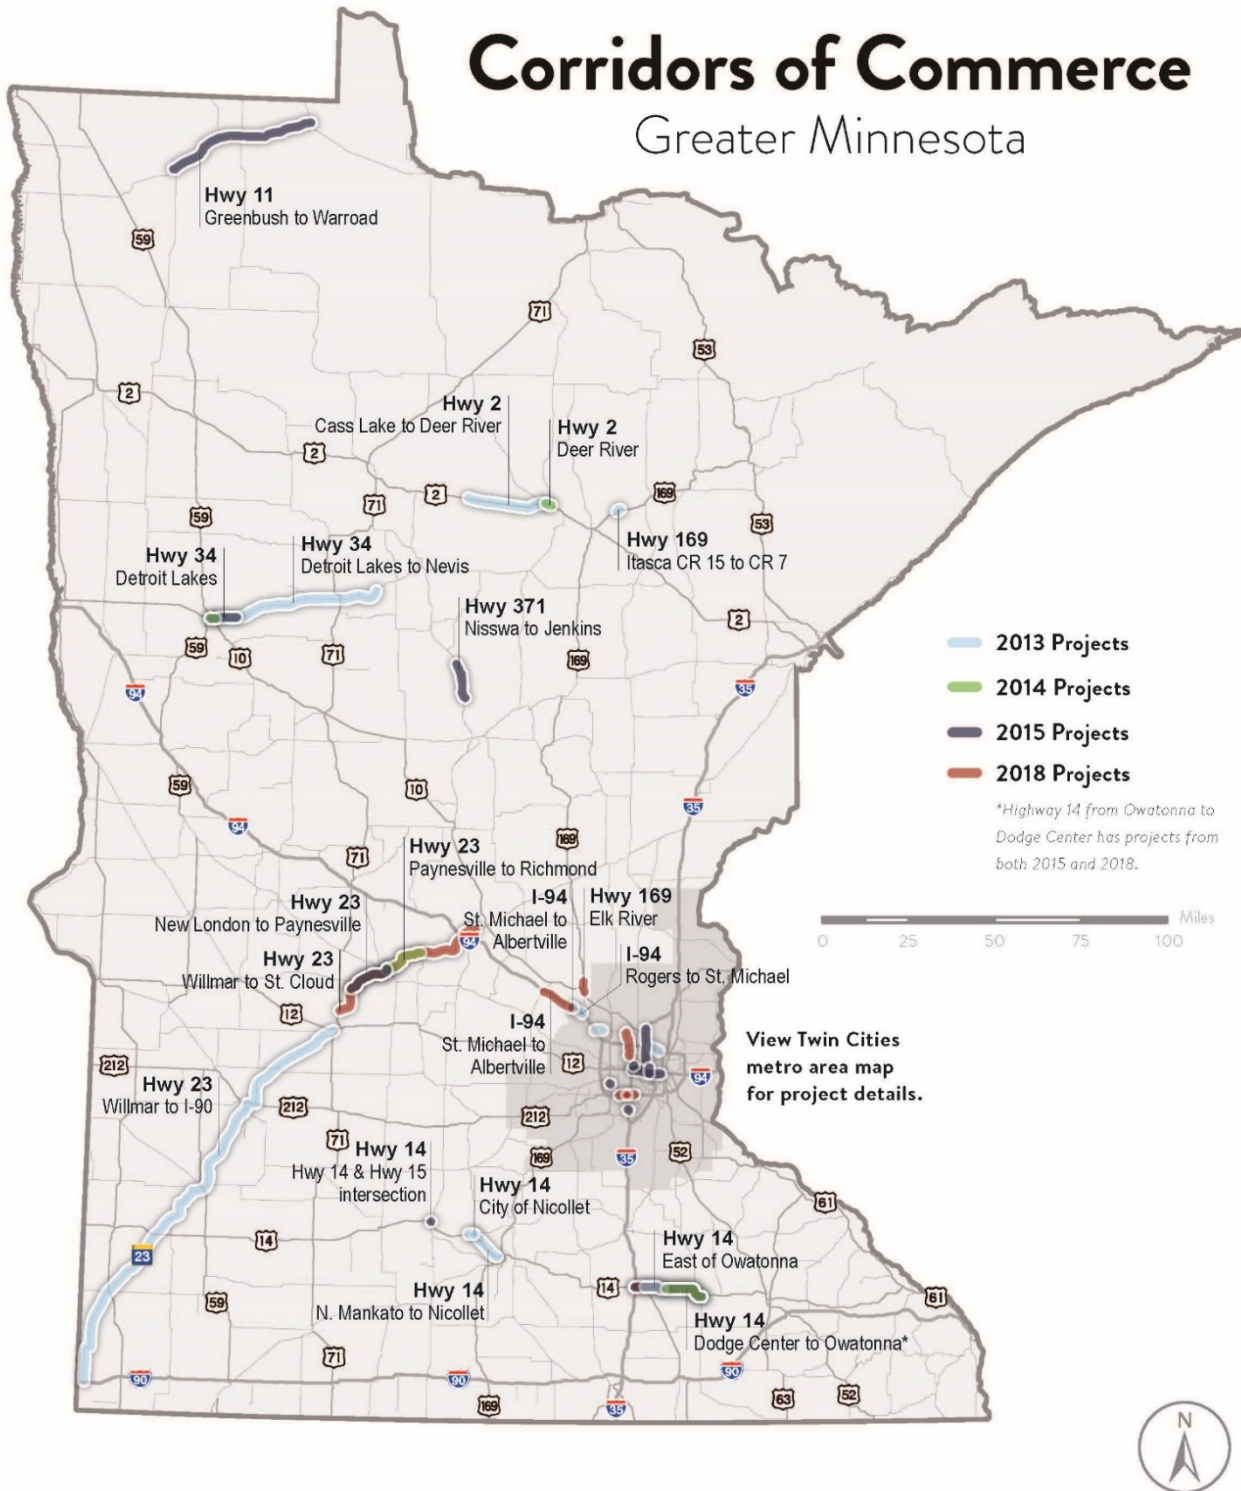 Corridors of Commerce
Greater Minnesota
Hwy 11
Greenbush to Warroad
59
71
53
2
Hwy 2
Cass Lake to Deer River
Hwy 2
Deer River
2
2
71
169
59
53
Hwy 34
Detroit Lakes
Hwy 34
Detroit Lakes to Nevis
Hwy 169
Itasca CR 15 to CR 7
Hwy 371
Nisswa to Jenkins
2
59
10
71
169
94
35
2013 Projects
2014 Projects
2015 Projects
2018 Projects
*Highway 14 from Owatonna to
Dodge Center has projects from
both 2015 and 2018.
59
10
35
94
169
71
Hwy 23
Paynesville to Richmond
Hwy 23
New London to Paynesville
I-94
St. Michael to
Albertville
Hwy 169
Elk River
Miles
0 25 50 75 100
94
Hwy 23
Willmar to St. Cloud
I-94
Rogers to St. Michael
12
I-94
St. Michael to
Albertville
12
View Twin Cities
metro area map
for project details.
212
94
Hwy 23
Willmar to I-90
212
212
71
Hwy 14
Hwy 14 & Hwy 15
intersection
169
35
52
Hwy 14
City of Nicollet
61
23
14
Hwy 14
East of Owatonna
Hwy 14
N. Mankato to Nicollet
14
59
61
Hwy 14
Dodge Center to Owatonna*
71
90
90
90
169
35
63
52
N